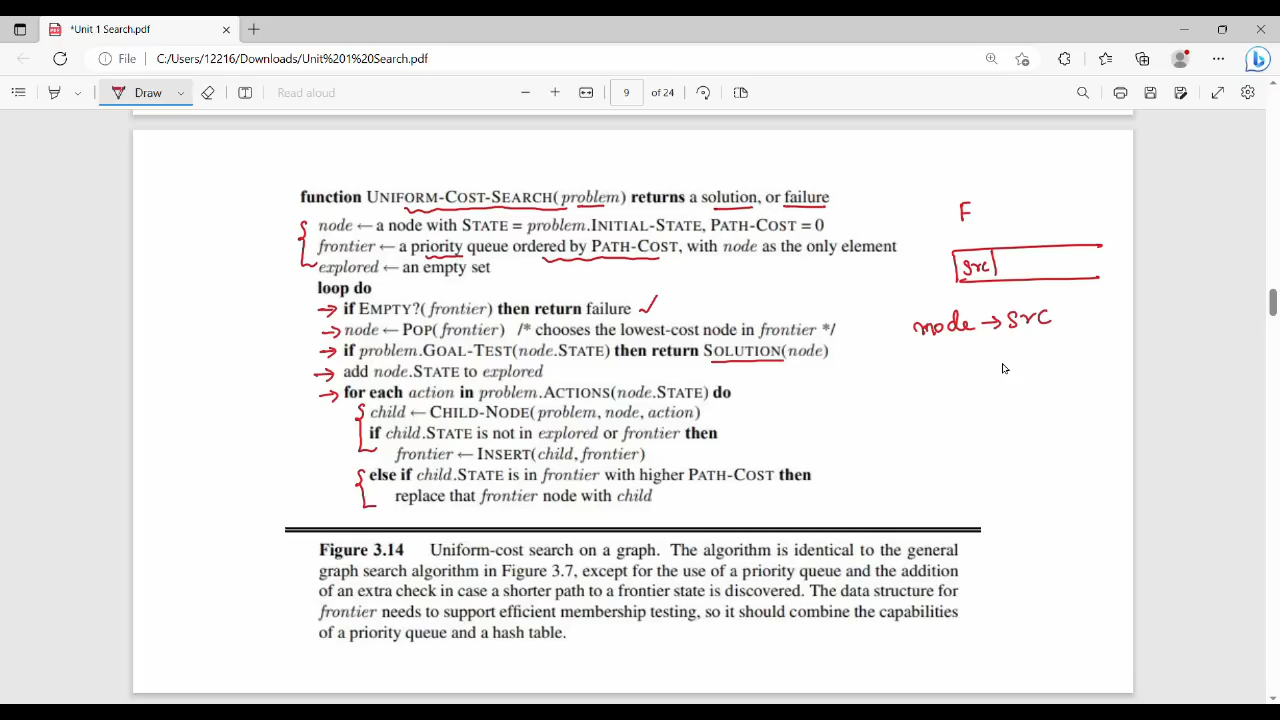 *Unit 1 Search.pdf
File C:/Users/12216/Downloads/Unit%201%20Search.pdf
Draw Read aloud 9 of 24
function UNIFORM-COST-SEARCH(problem) returns a solution, or failure
node ← a node with STATE = problem.INITIAL-STATE, PATH-COST = 0
frontier ← a priority queue ordered by PATH-COST, with node as the only element
explored ← an empty set
loop do
if EMPTY?(frontier) then return failure
node ← POP(frontier) /* chooses the lowest-cost node in frontier */
if problem.GOAL-TEST(node.STATE) then return SOLUTION(node)
add node.STATE to explored
for each action in problem.ACTIONS(node.STATE) do
child ← CHILD-NODE(problem, node, action)
if child.STATE is not in explored or frontier then
frontier ← INSERT(child, frontier)
else if child.STATE is in frontier with higher PATH-COST then
replace that frontier node with child
F
Src
node → Src
Figure 3.14 Uniform-cost search on a graph. The algorithm is identical to the general
graph search algorithm in Figure 3.7, except for the use of a priority queue and the addition
of an extra check in case a shorter path to a frontier state is discovered. The data structure for
frontier needs to support efficient membership testing, so it should combine the capabilities
of a priority queue and a hash table.